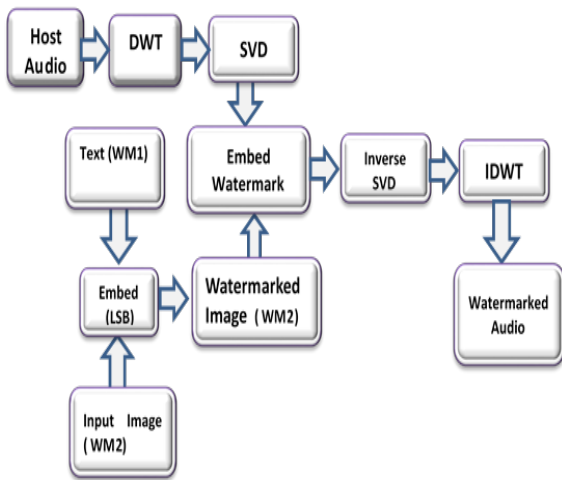 Host
Audio
DWT
SVD
Text (WM1)
Embed
Watermark
Inverse
SVD
IDWT
Embed
(LSB)
Watermarked
Image ( WM2)
Watermarked
Audio
Input Image
( WM2)